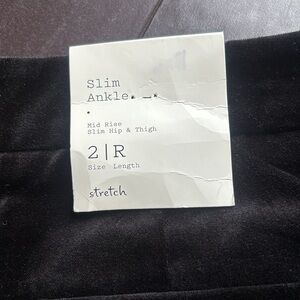 Slim
Ankle
Mid Rise
Slim Hip & Thigh
2|R
Size Length
stretch